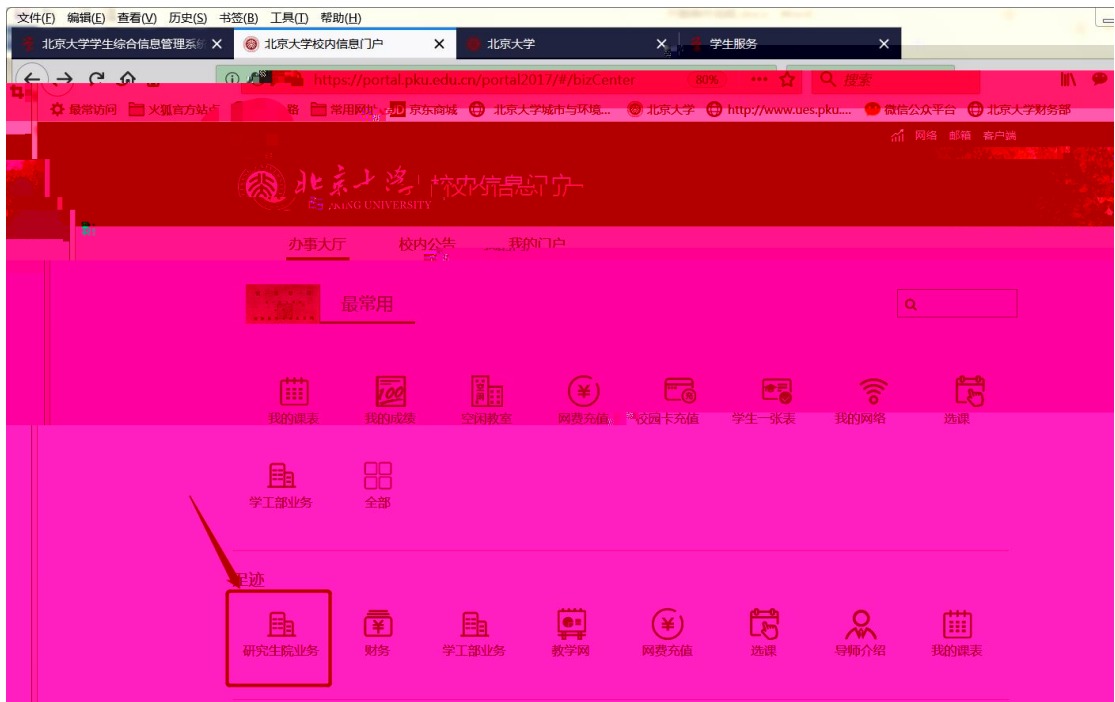 文件(F) 编辑(E) 查看(V) 历史(S) 书签(B) 工具(T) 帮助(H)
北京大学学生综合信息管理系统 北京大学校内信息门户 北京大学 学生服务
https://portal.pku.edu.cn/portal2017/#/bizCenter 80% 搜索
最常访问 火狐官方站点 常用网址 JD 京东商城 北京大学城市与环境... 北京大学 http://www.ues.pku.... 微信公众平台 北京大学财务部
网络 邮箱 客户端
北京大学 校内信息门户
PEKING UNIVERSITY
办事大厅 校内公告 我的门户
最常用
我的课表 我的成绩 空闲教室 网费充值 校园卡充值 学生一张表 我的网络 选课
学工部业务 全部
足迹
研究生院业务 财务 学工部业务 教学网 网费充值 选课 导师介绍 我的课表